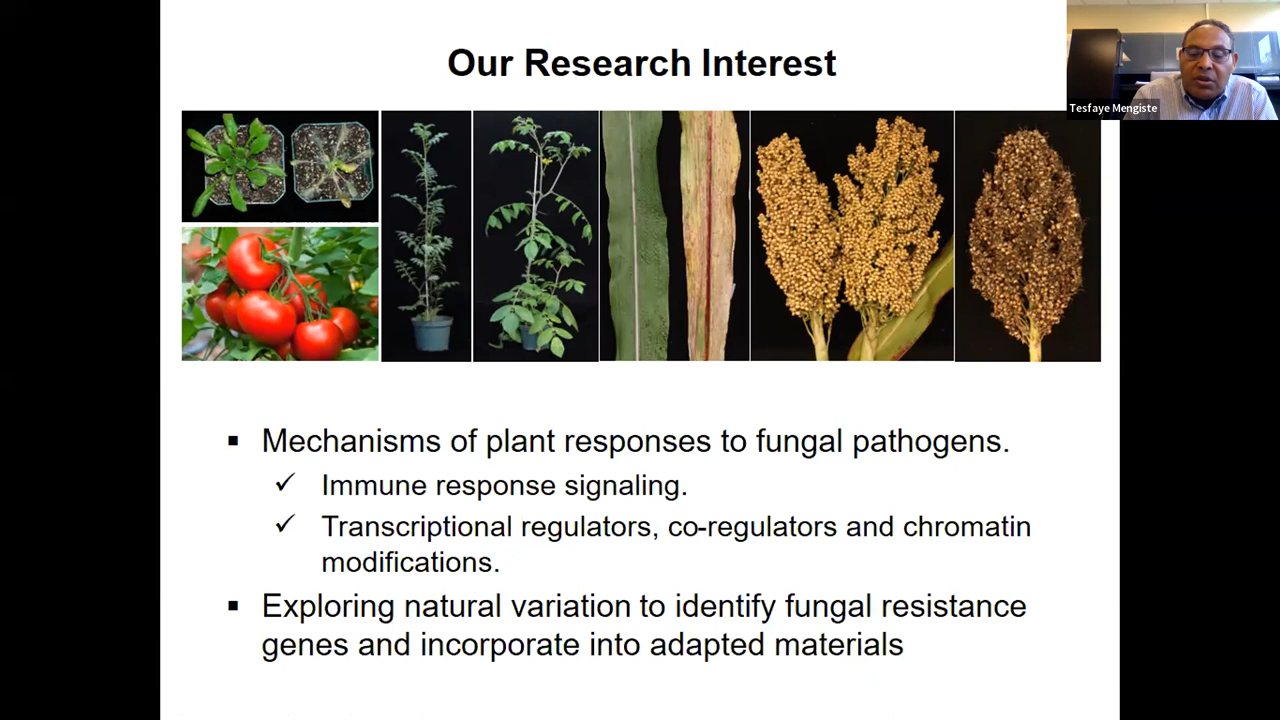 Our Research Interest
Tesfaye Mengiste
▪ Mechanisms of plant responses to fungal pathogens.
✓ Immune response signaling.
✓ Transcriptional regulators, co-regulators and chromatin
modifications.
▪ Exploring natural variation to identify fungal resistance
genes and incorporate into adapted materials